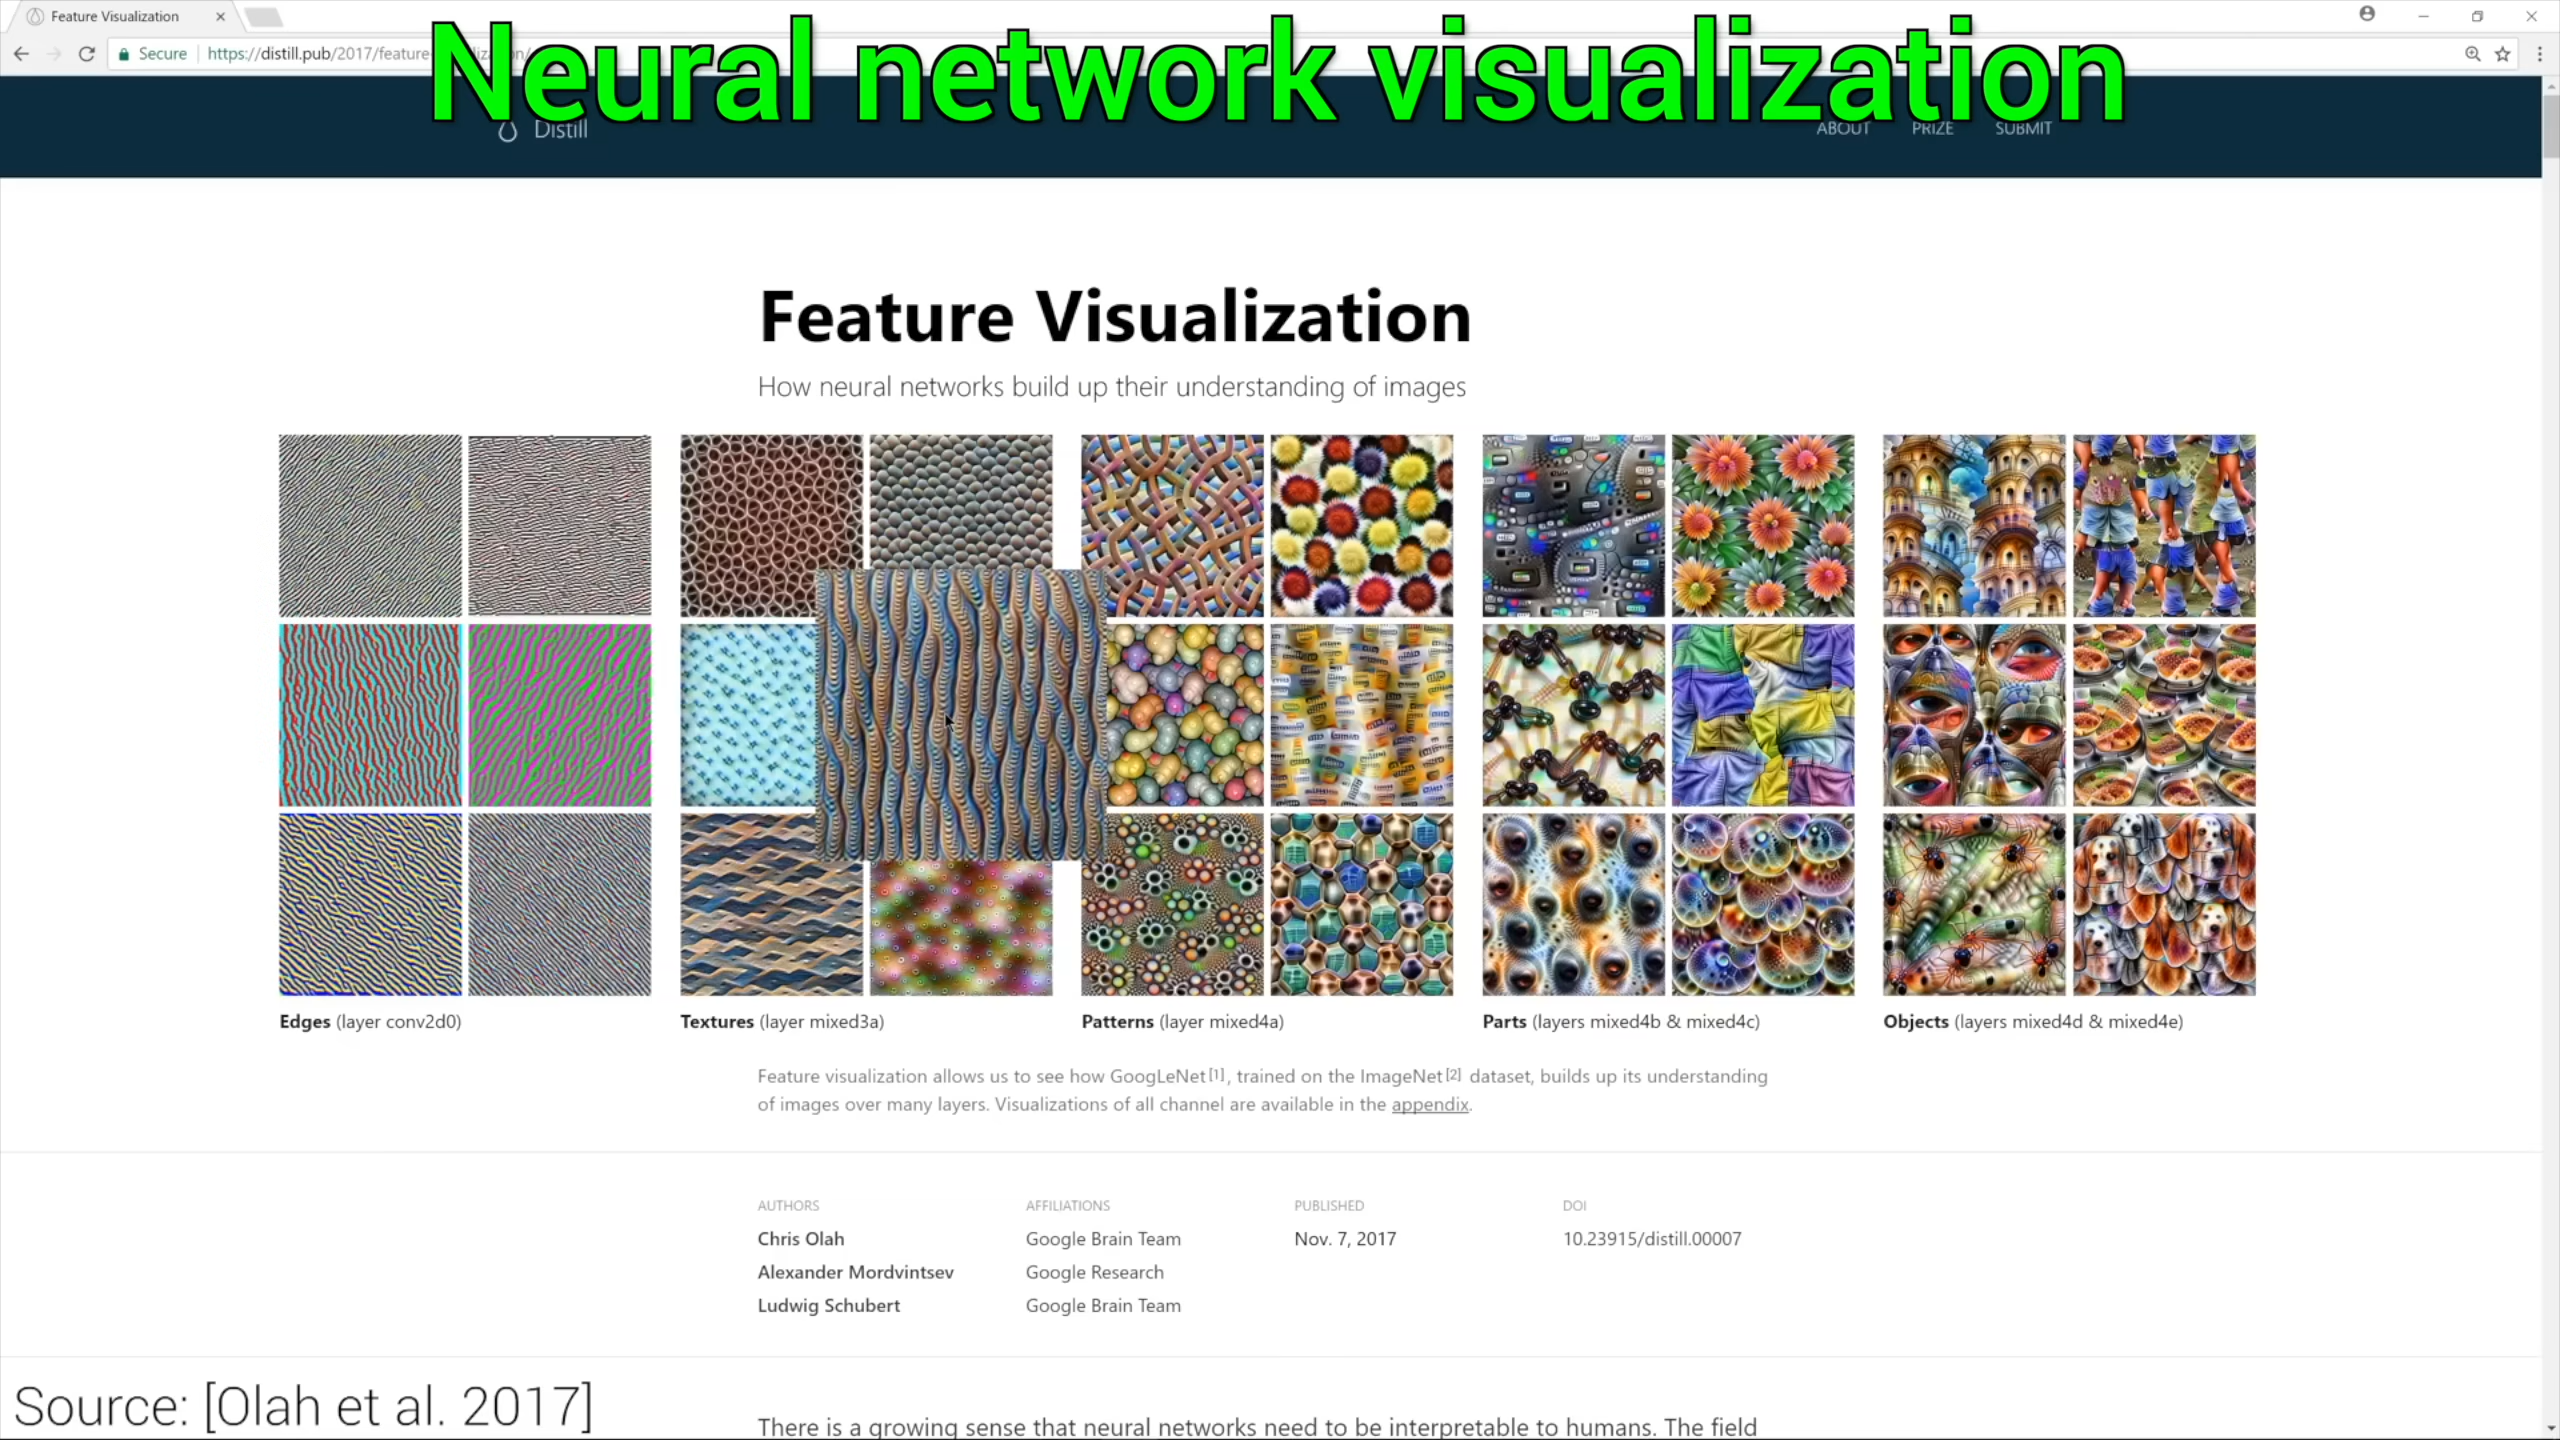 Feature Visualization
Neural network visualization
Secure https://distill.pub/2017/feature
Distill
ABOUT PRIZE SUBMIT
Feature Visualization
How neural networks build up their understanding of images
Edges (layer conv2d0)
Textures (layer mixed3a)
Patterns (layer mixed4a)
Parts (layers mixed4b & mixed4c)
Objects (layers mixed4d & mixed4e)
Feature visualization allows us to see how GoogLeNet[1], trained on the ImageNet[2] dataset, builds up its understanding
of images over many layers. Visualizations of all channel are available in the appendix.
AUTHORS AFFILIATIONS PUBLISHED DOI
Chris Olah Google Brain Team Nov. 7, 2017 10.23915/distill.00007
Alexander Mordvintsev Google Research
Ludwig Schubert Google Brain Team
Source: [Olah et al. 2017]
There is a growing sense that neural networks need to be interpretable to humans. The field